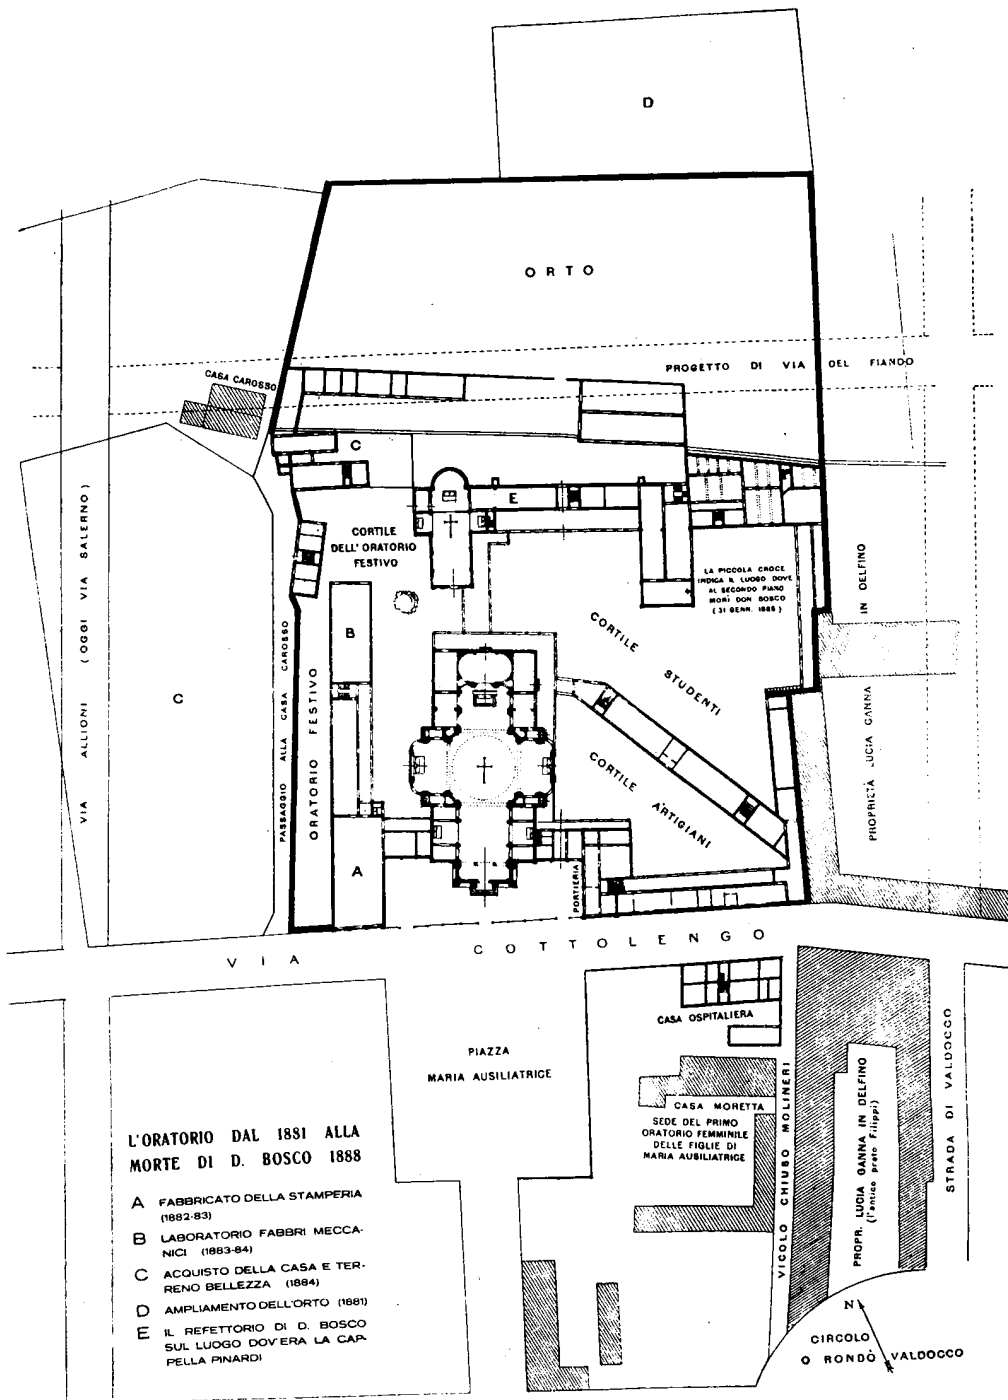 D
ORTO
PROGETTO DI VIA DEL FIANDO
CASA CAROSSO
C
E
CORTILE
DELL'ORATORIO
FESTIVO
LA PICCOLA CROCE
INDICA IL LUOGO DOVE
AL SECONDO PIANO
MORÌ DON BOSCO
(31 GENN. 1888)
VIA ALLIONI (OGGI VIA SALERNO)
C
PASSAGGIO ALLA CASA CAROSSO
ORATORIO FESTIVO
B
CORTILE STUDENTI
CORTILE ARTIGIANI
PROPRIETÀ LUCIA GANNA IN DELFINO
A
PORTIERIA
VIA COTTOLENGO
CASA OSPITALIERA
PIAZZA
MARIA AUSILIATRICE
CASA MORETTA
SEDE DEL PRIMO
ORATORIO FEMMINILE
DELLE FIGLIE DI
MARIA AUSILIATRICE
VICOLO CHIUSO MOLINERI
PROPR. LUCIA GANNA IN DELFINO
(l'antico prato Filippi)
STRADA DI VALDOCCO
L'ORATORIO DAL 1881 ALLA
MORTE DI D. BOSCO 1888
A FABBRICATO DELLA STAMPERIA
(1882-83)
B LABORATORIO FABBRI MECCA-
NICI (1883-84)
C ACQUISTO DELLA CASA E TER-
RENO BELLEZZA (1884)
D AMPLIAMENTO DELL'ORTO (1881)
E IL REFETTORIO DI D. BOSCO
SUL LUOGO DOV'ERA LA CAP-
PELLA PINARDI
N
CIRCOLO
O RONDÒ VALDOCCO